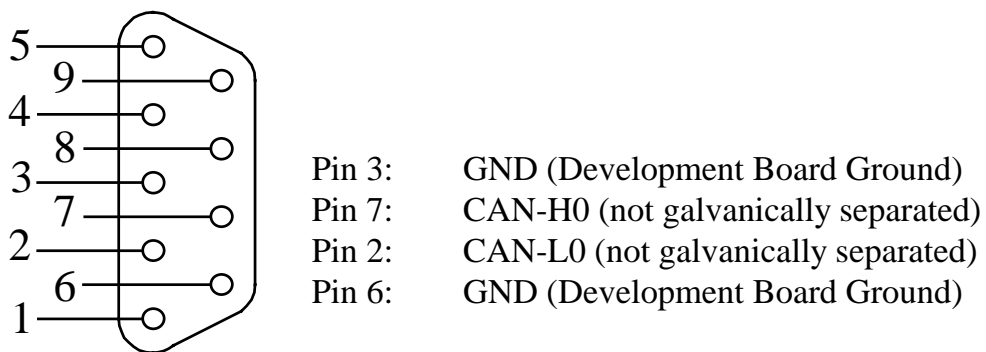 5
9
4
8
3
7
2
6
1
Pin 3: GND (Development Board Ground)
Pin 7: CAN-H0 (not galvanically separated)
Pin 2: CAN-L0 (not galvanically separated)
Pin 6: GND (Development Board Ground)